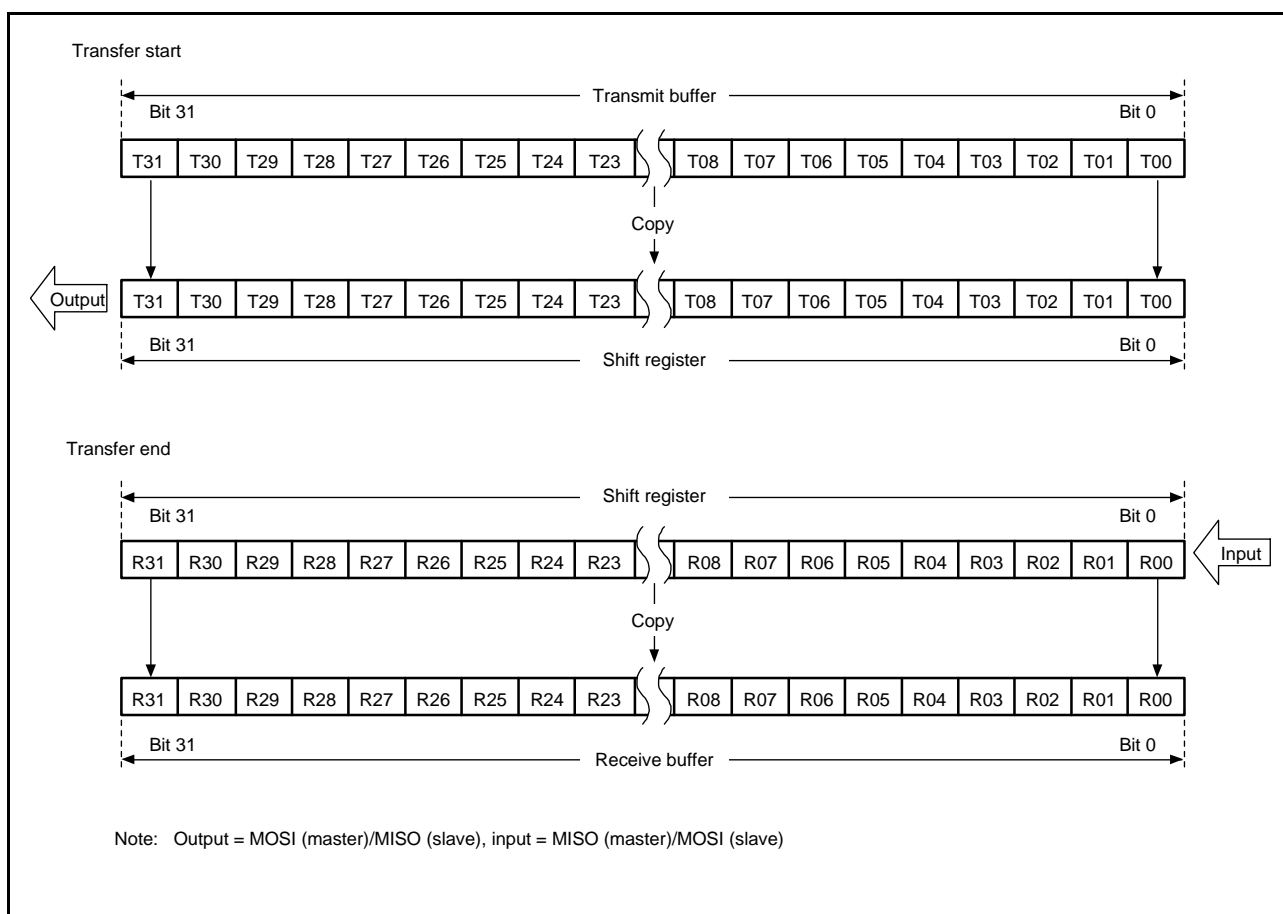 Transfer start
Transmit buffer
Bit 31 Bit 0
T31 T30 T29 T28 T27 T26 T25 T24 T23 T08 T07 T06 T05 T04 T03 T02 T01 T00
Copy
Output T31 T30 T29 T28 T27 T26 T25 T24 T23 T08 T07 T06 T05 T04 T03 T02 T01 T00
Bit 31 Bit 0
Shift register
Transfer end
Shift register
Bit 31 Bit 0
R31 R30 R29 R28 R27 R26 R25 R24 R23 R08 R07 R06 R05 R04 R03 R02 R01 R00 Input
Copy
R31 R30 R29 R28 R27 R26 R25 R24 R23 R08 R07 R06 R05 R04 R03 R02 R01 R00
Bit 31 Bit 0
Receive buffer
Note: Output = MOSI (master)/MISO (slave), input = MISO (master)/MOSI (slave)